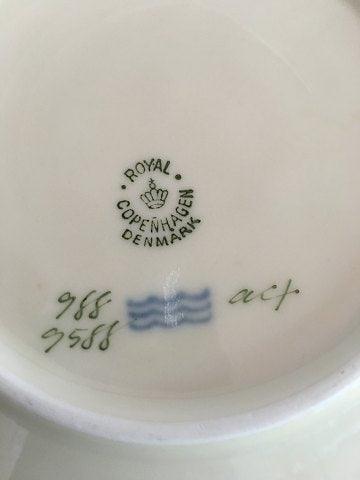 ROYAL
COPENHAGEN
DENMARK
988
9588
act